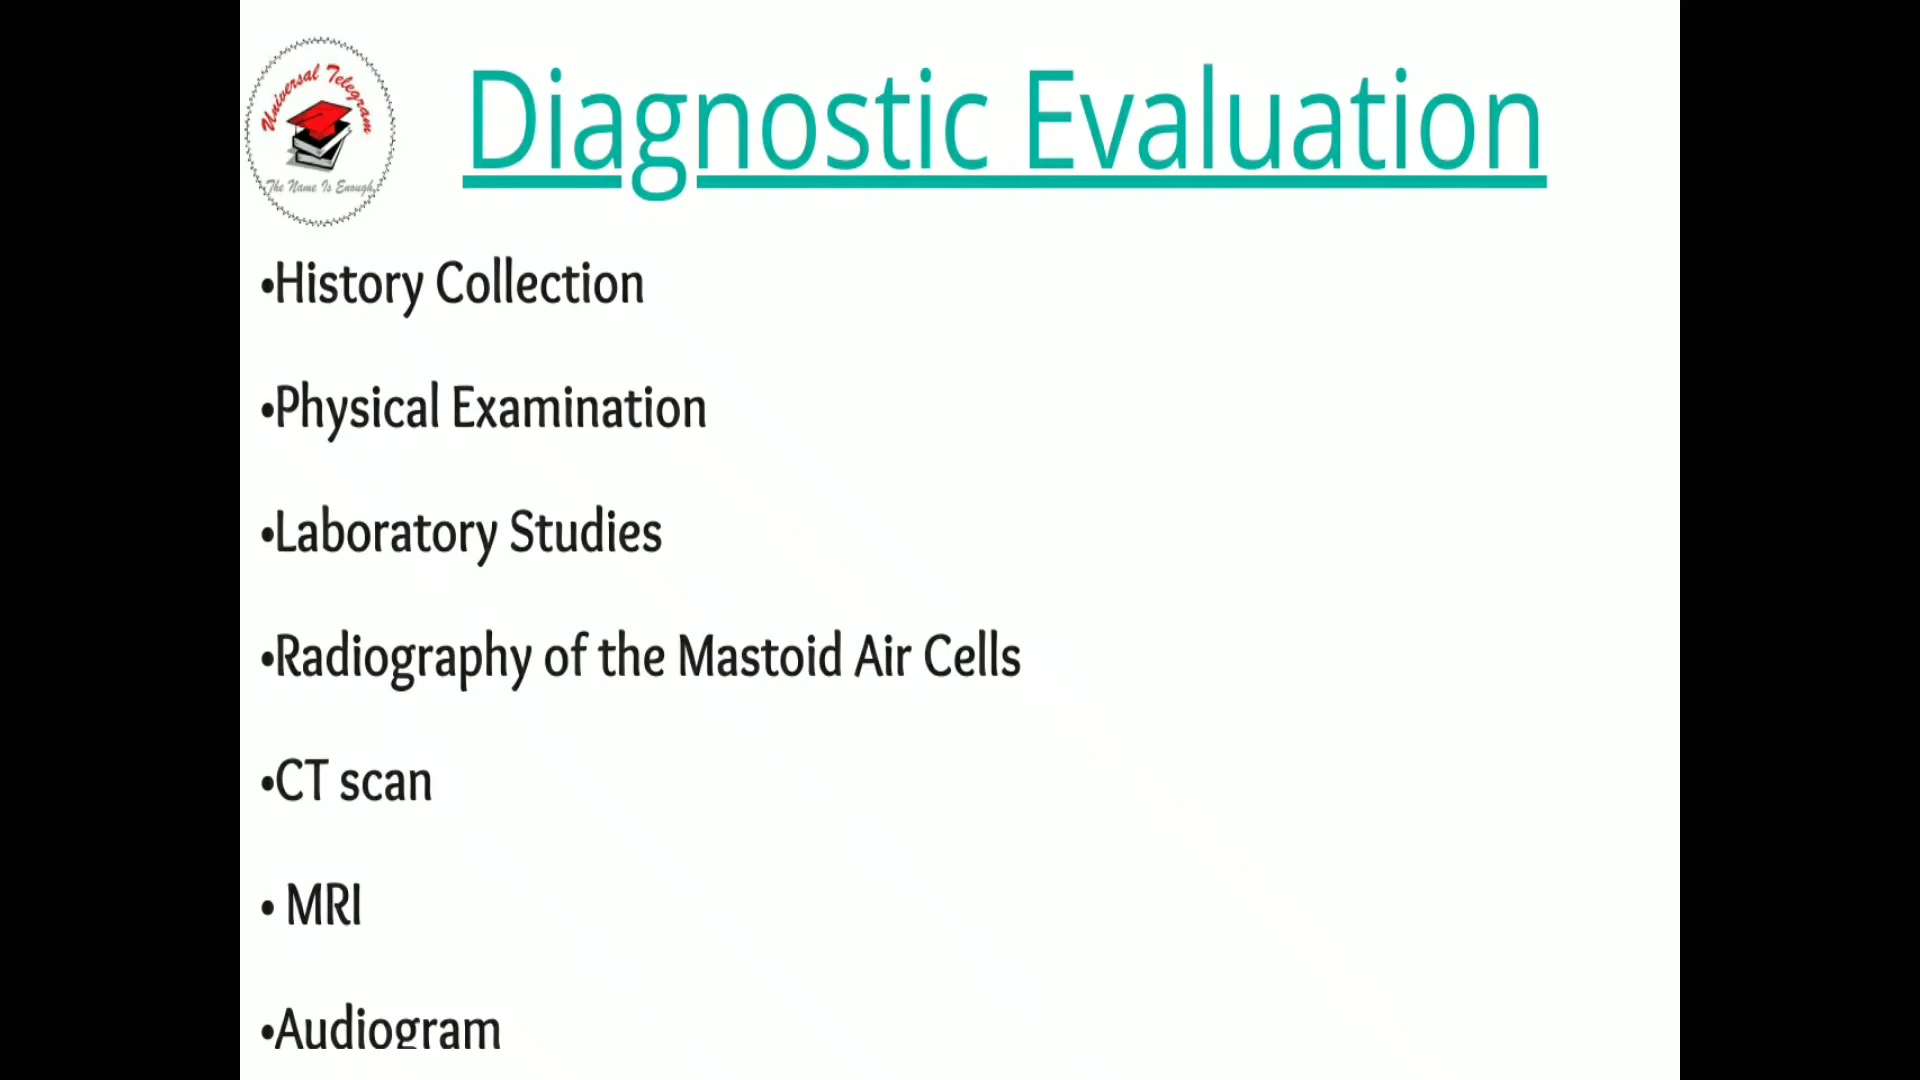 Universal Telegram
The Name Is Enough
Diagnostic Evaluation
•History Collection
•Physical Examination
•Laboratory Studies
•Radiography of the Mastoid Air Cells
•CT scan
• MRI
•Audiogram